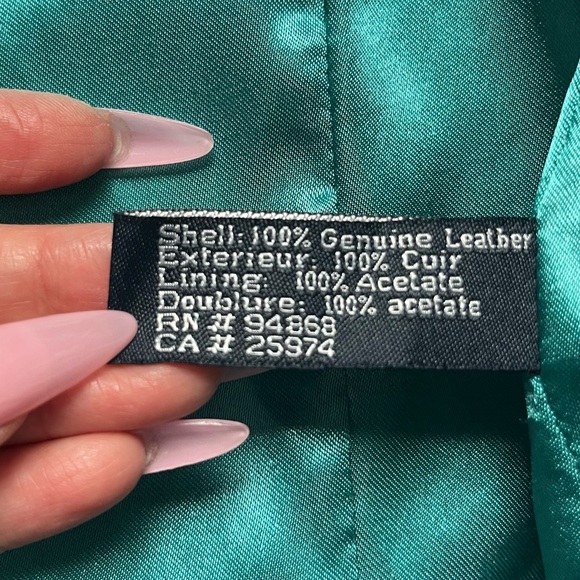 Shell: 100% Genuine Leather
Exterieur: 100% Cuir
Lining: 100% Acetate
Doublure: 100% acetate
RN # 94868
CA # 25974